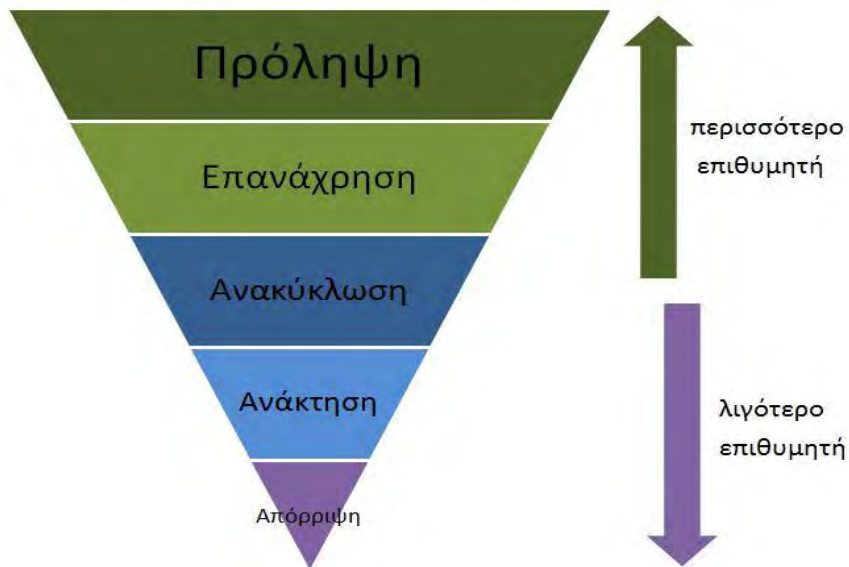 Πρόληψη
Επανάχρηση
Ανακύκλωση
Ανάκτηση
Απόρριψη
περισσότερο
επιθυμητή
λιγότερο
επιθυμητή